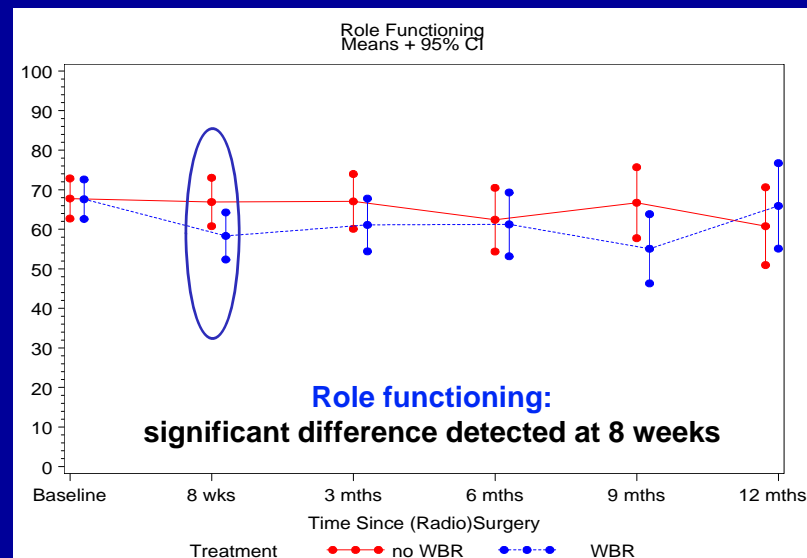 Role Functioning
Means + 95% CI
100
90
80
70
60
50
40
30
20
10
0
Role functioning:
significant difference detected at 8 weeks
Baseline 8 wks 3 mths 6 mths 9 mths 12 mths
Time Since (Radio)Surgery
Treatment no WBR WBR